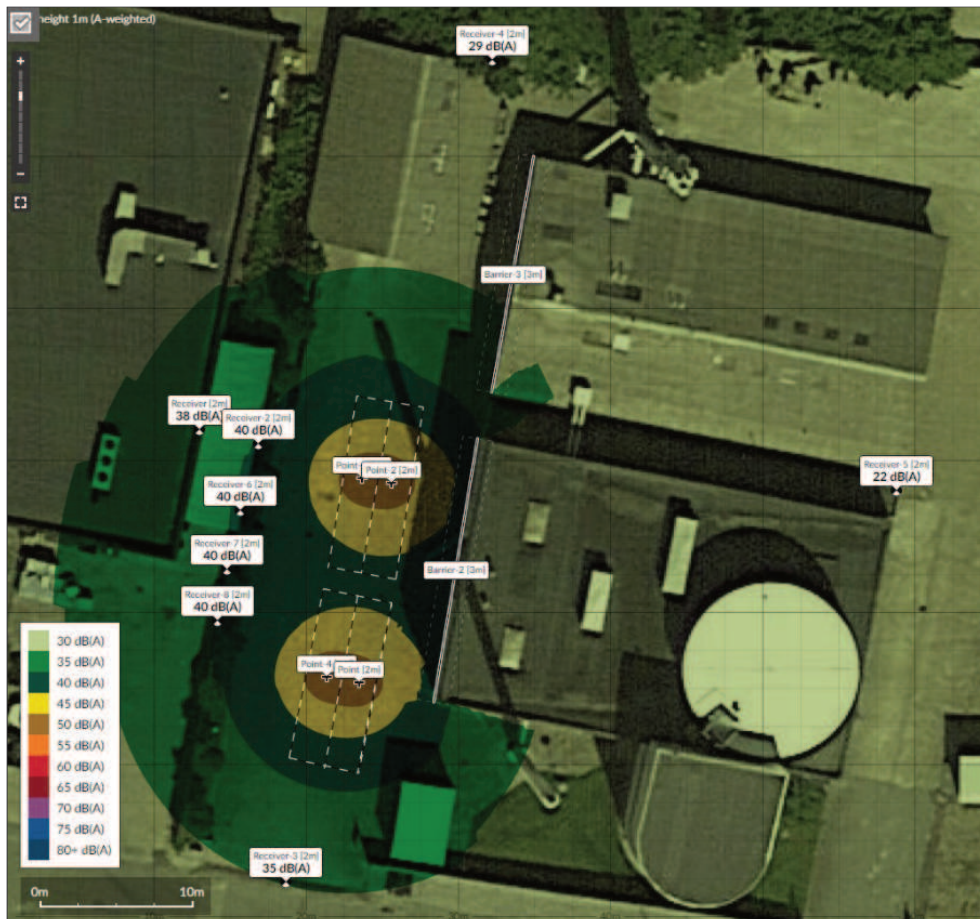 height 1m (A-weighted)
Receiver-4 [2m]
29 dB(A)
Barrier-3 [3m]
Receiver [2m]
38 dB(A)
Receiver-2 [2m]
40 dB(A)
Point-
Point-2 [2m]
Receiver-6 [2m]
40 dB(A)
Receiver-5 [2m]
22 dB(A)
Receiver-7 [2m]
40 dB(A)
Barrier-2 [3m]
Receiver-8 [2m]
40 dB(A)
Point-4
Point [2m]
30 dB(A)
35 dB(A)
40 dB(A)
45 dB(A)
50 dB(A)
55 dB(A)
60 dB(A)
65 dB(A)
70 dB(A)
75 dB(A)
80+ dB(A)
Receiver-3 [2m]
35 dB(A)
0m 10m